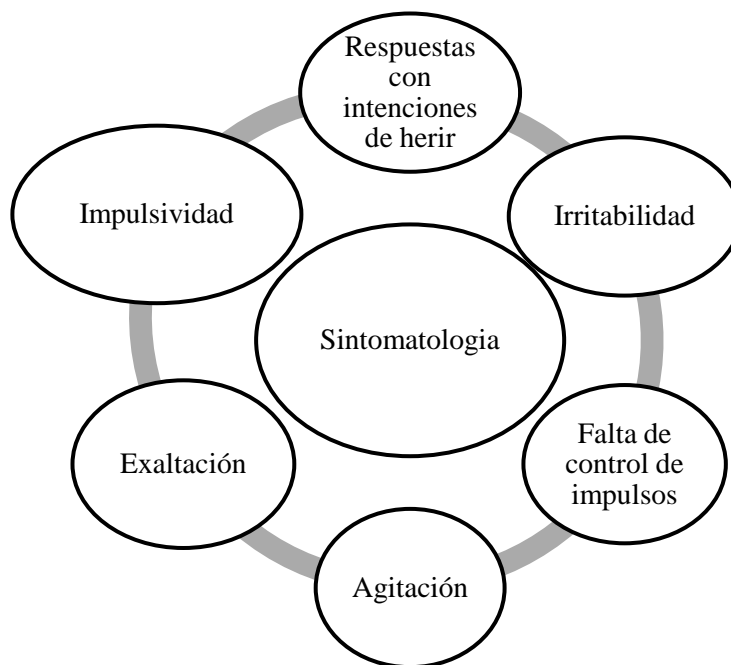 Respuestas
con
intenciones
de herir
Impulsividad
Irritabilidad
Sintomatologia
Exaltación
Falta de
control de
impulsos
Agitación